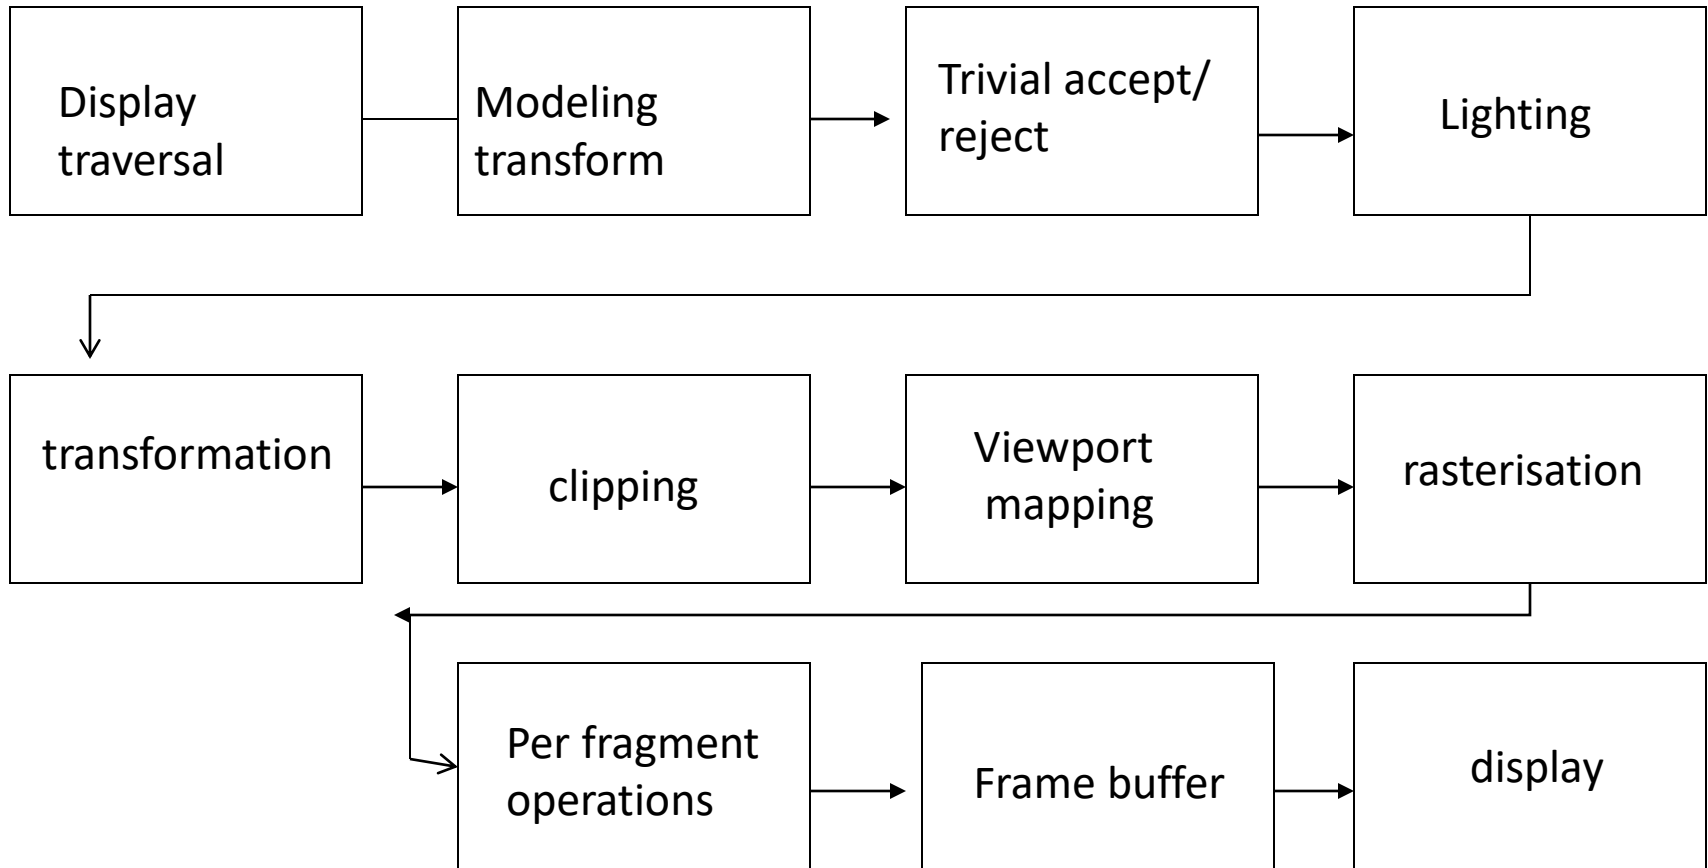 Display
traversal
Modeling
transform
Trivial accept/
reject
Lighting
transformation
clipping
Viewport
mapping
rasterisation
Per fragment
operations
Frame buffer
display